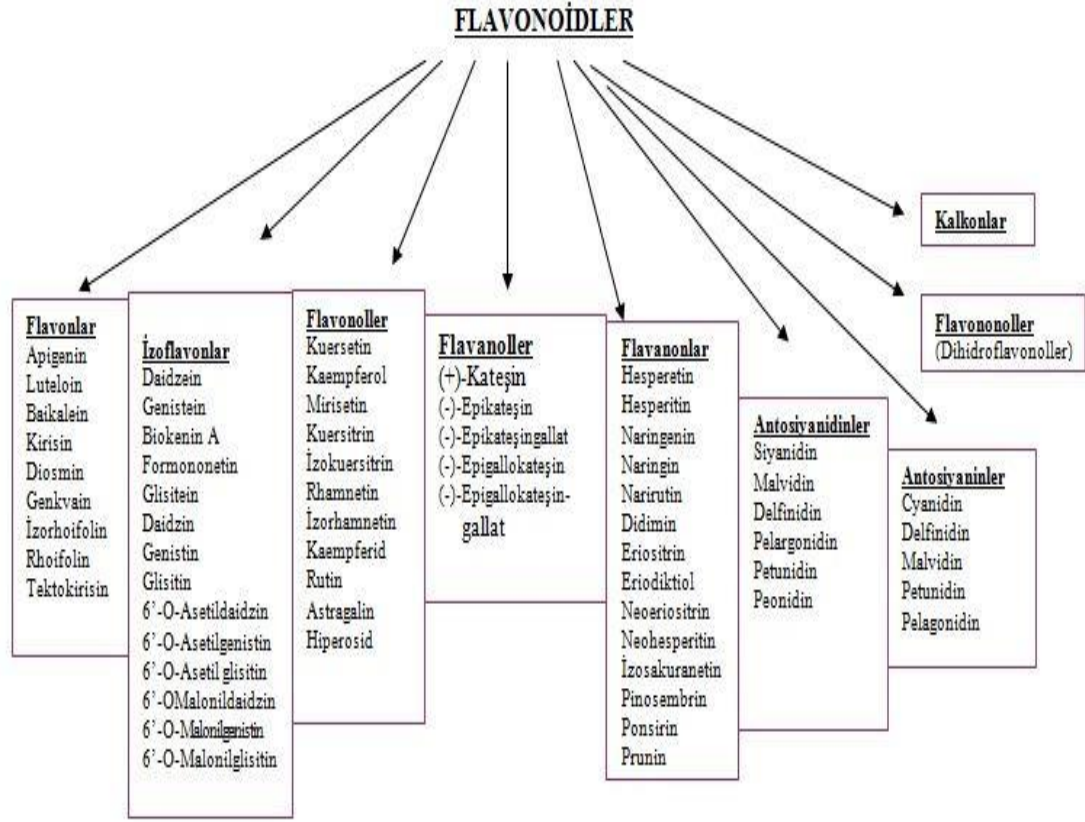 FLAVONOİDLER
Flavonlar
Apigenin
Luteloin
Baikalein
Kirisin
Diosmin
Genkvain
İzorhoifolin
Rhoifolin
Tektokirisin
İzoflavonlar
Daidzein
Genistein
Biokenin A
Formononetin
Glisitein
Daidzin
Genistin
Glisitin
6’-O-Asetildaidzin
6’-O-Asetilgenistin
6’-O-Asetil glisitin
6’-OMalonildaidzin
6’-O-Malonilgenistin
6’-O-Malonilglisitin
Flavonoller
Kuersetin
Kaempferol
Mirisetin
Kuersitrin
İzokuersitrin
Rhamnetin
İzorhamnetin
Kaempferid
Rutin
Astragalin
Hiperosid
Flavanoller
(+)-Kateşin
(-)-Epikateşin
(-)-Epikateşingallat
(-)-Epigallokateşin
(-)-Epigallokateşin-
gallat
Flavanonlar
Hesperetin
Hesperitin
Naringenin
Naringin
Narirutin
Didimin
Eriositrin
Eriodiktiol
Neoeriositrin
Neohesperitin
İzosakuranetin
Pinosembrin
Ponsirin
Prunin
Antosiyanidinler
Siyanidin
Malvidin
Delfinidin
Pelargonidin
Petunidin
Peonidin
Antosiyaninler
Cyanidin
Delfinidin
Malvidin
Petunidin
Pelagonidin
Flavononoller
(Dihidroflavonoller)
Kalkonlar